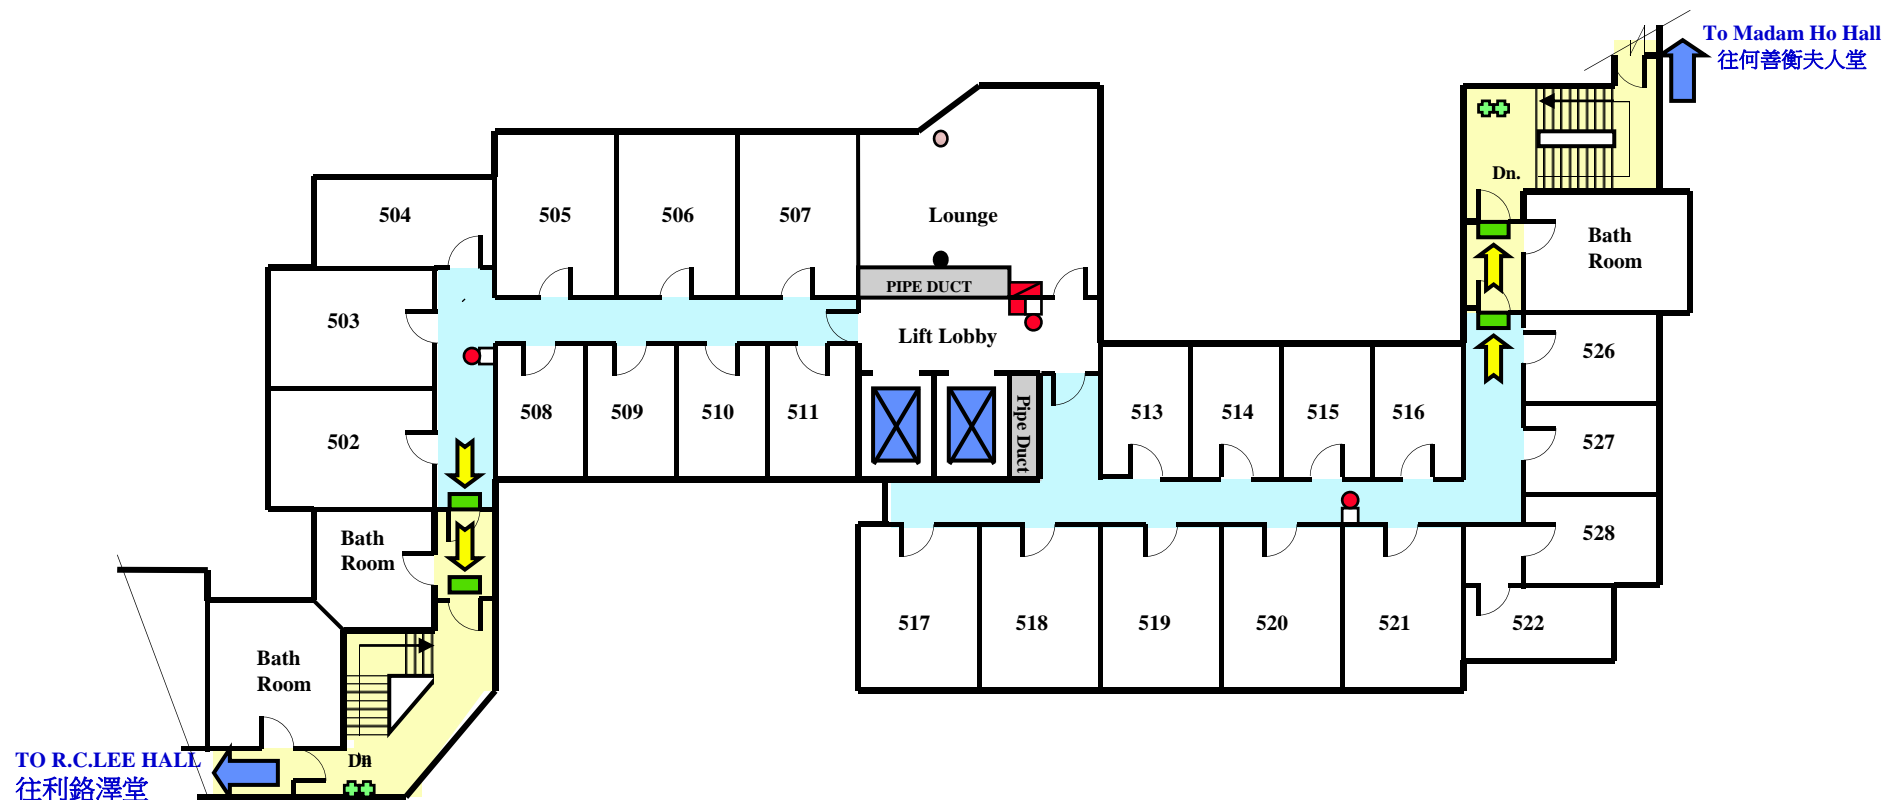 To Madam Ho Hall
往何善衡夫人堂
Dn.
504
505
506
507
Lounge
Bath
Room
PIPE DUCT
503
Lift Lobby
526
502
508
509
510
511
Pipe Duct
513
514
515
516
527
528
Bath
Room
517
518
519
520
521
522
Bath
Room
TO R.C.LEE HALL
往利銘澤堂